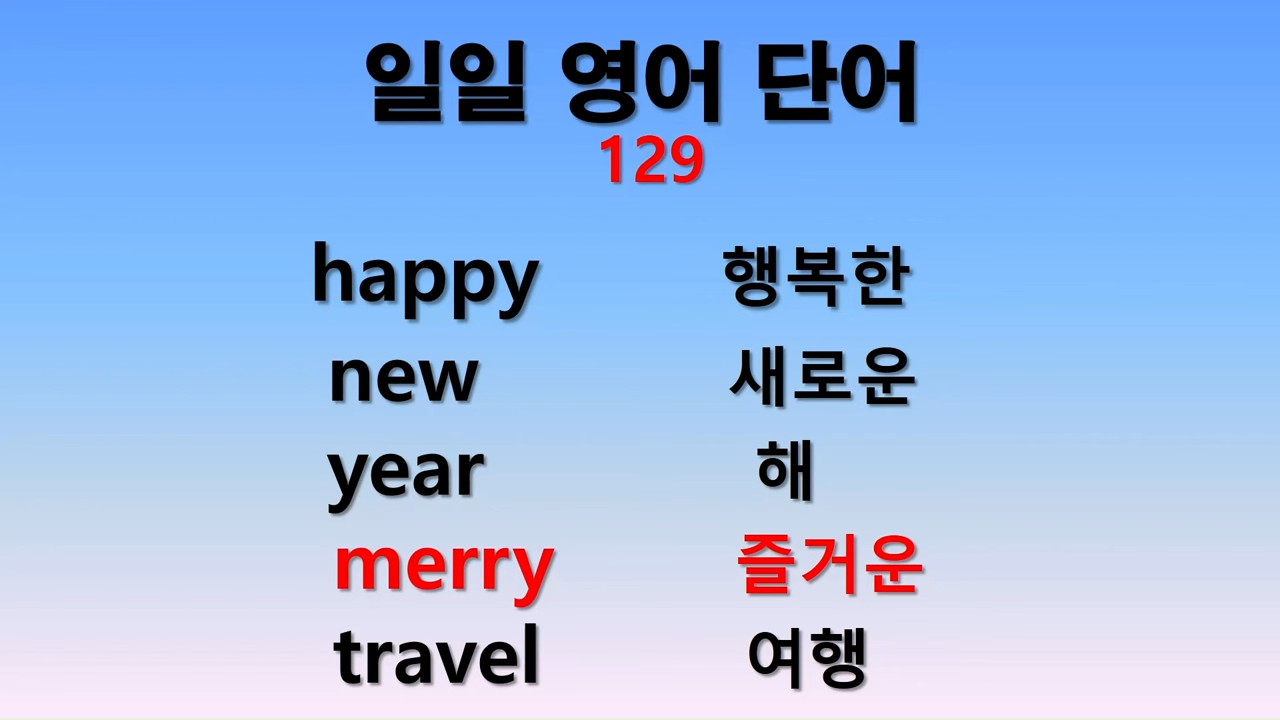 일일 영어 단어
129
happy 행복한
new 새로운
year 해
merry 즐거운
travel 여행